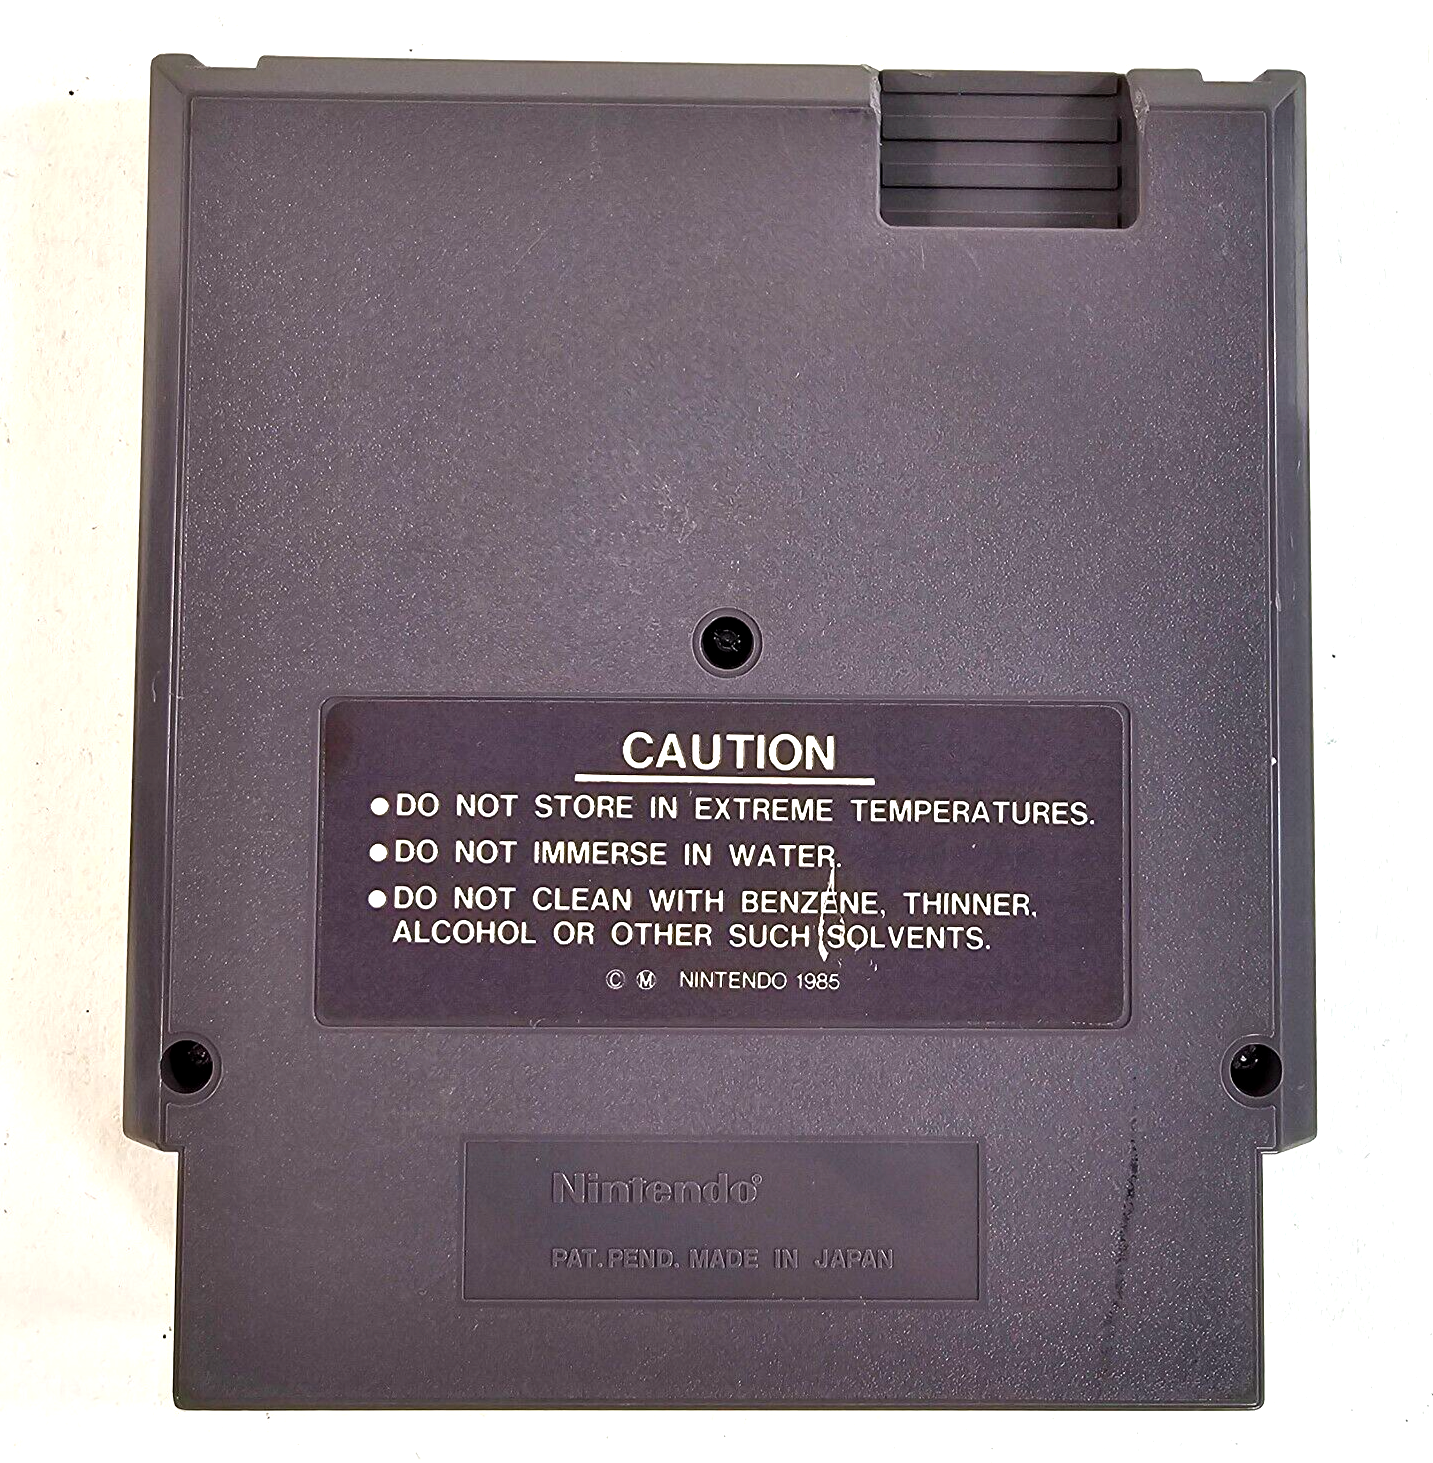 CAUTION
●DO NOT STORE IN EXTREME TEMPERATURES.
●DO NOT IMMERSE IN WATER.
●DO NOT CLEAN WITH BENZENE, THINNER,
ALCOHOL OR OTHER SUCH SOLVENTS.
© Ⓜ NINTENDO 1985
Nintendo®
PAT.PEND. MADE IN JAPAN